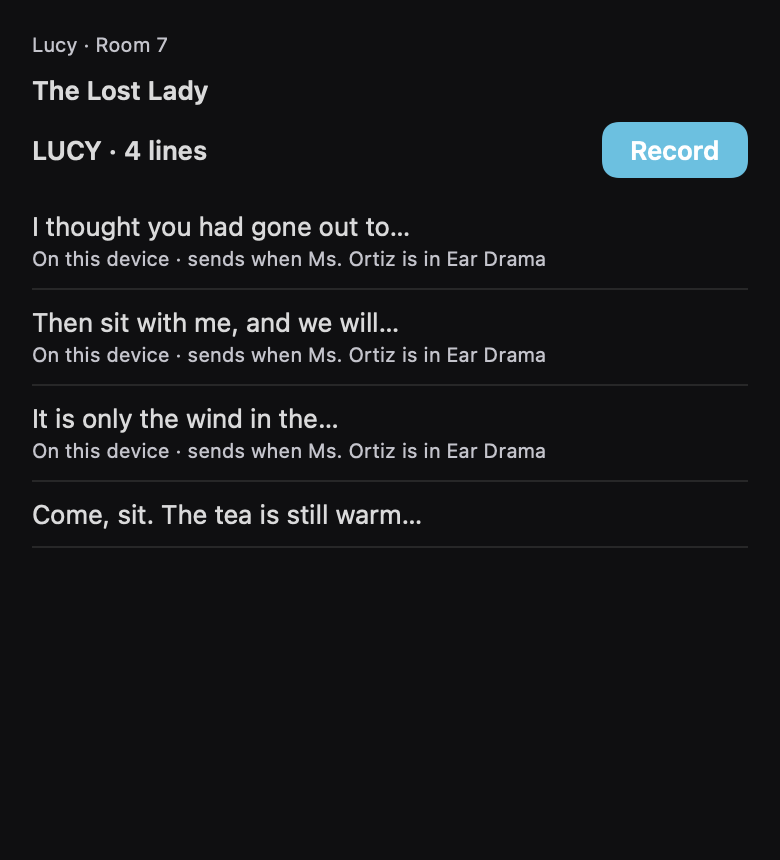 Lucy · Room 7
The Lost Lady
LUCY · 4 lines
Record
I thought you had gone out to...
On this device · sends when Ms. Ortiz is in Ear Drama
Then sit with me, and we will...
On this device · sends when Ms. Ortiz is in Ear Drama
It is only the wind in the...
On this device · sends when Ms. Ortiz is in Ear Drama
Come, sit. The tea is still warm...